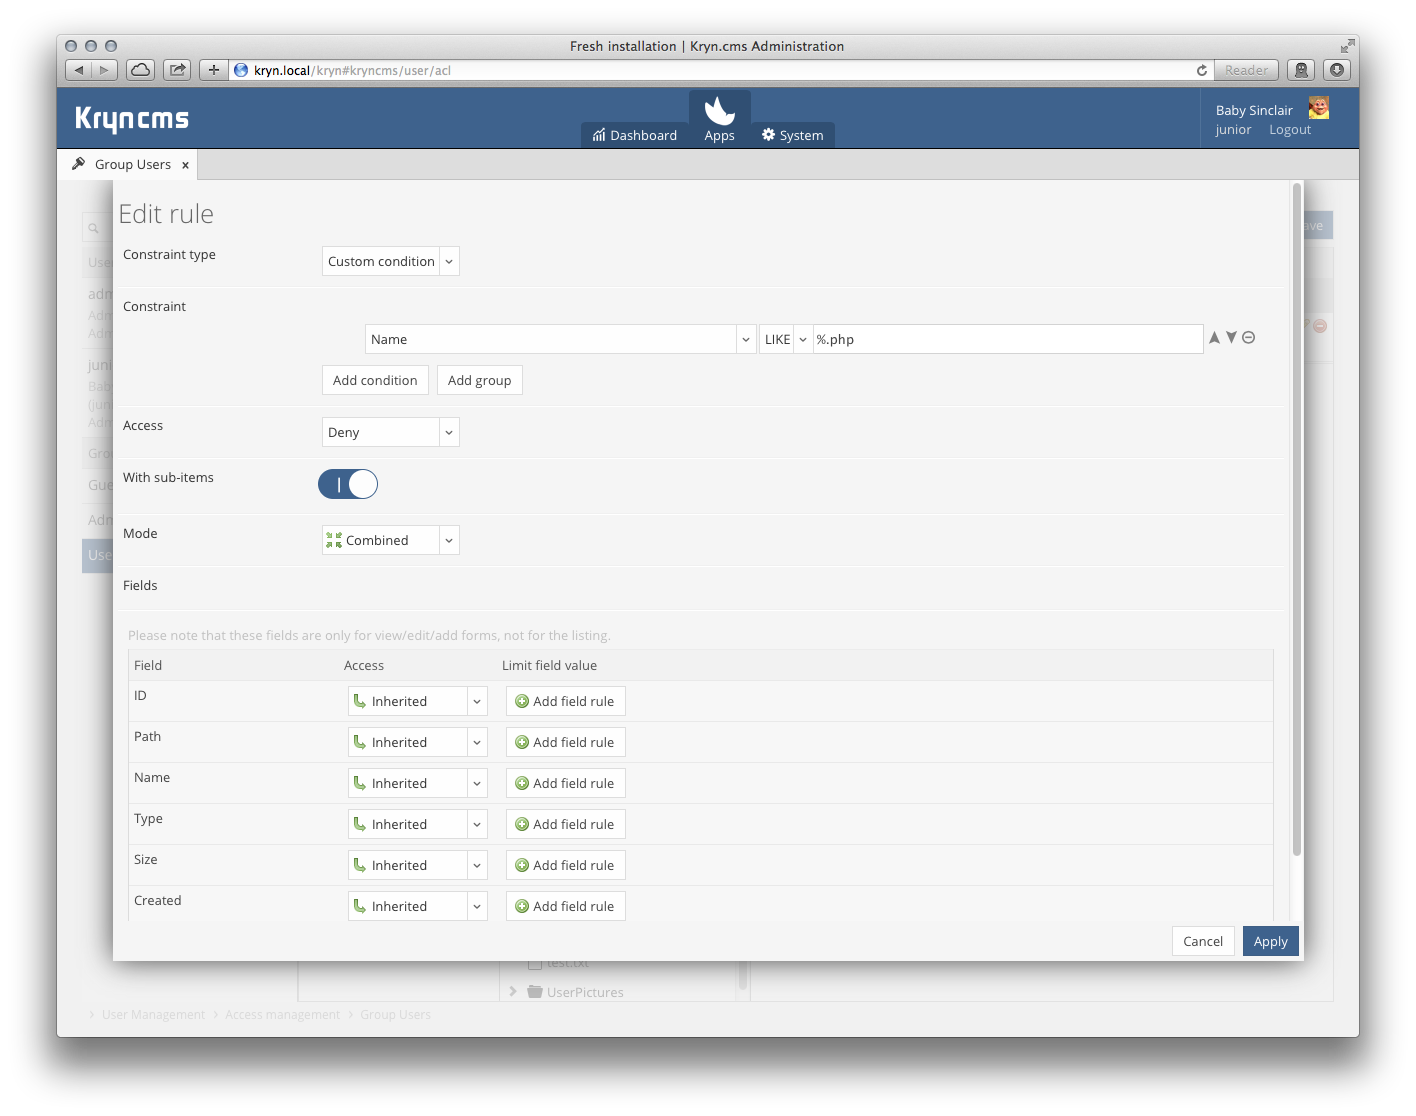 Fresh installation | Kryn.cms Administration
kryn.local/kryn#kryncms/user/acl
Reader
Kryncms
Dashboard
Apps
System
Baby Sinclair
junior Logout
Group Users x
Edit rule
Constraint type
Custom condition
Constraint
Name
LIKE
%.php
Add condition
Add group
Access
Deny
With sub-items
Mode
Combined
Fields
Please note that these fields are only for view/edit/add forms, not for the listing.
Field Access Limit field value
ID Inherited Add field rule
Path Inherited Add field rule
Name Inherited Add field rule
Type Inherited Add field rule
Size Inherited Add field rule
Created Inherited Add field rule
Cancel
Apply
test.txt
UserPictures
User Management Access management Group Users